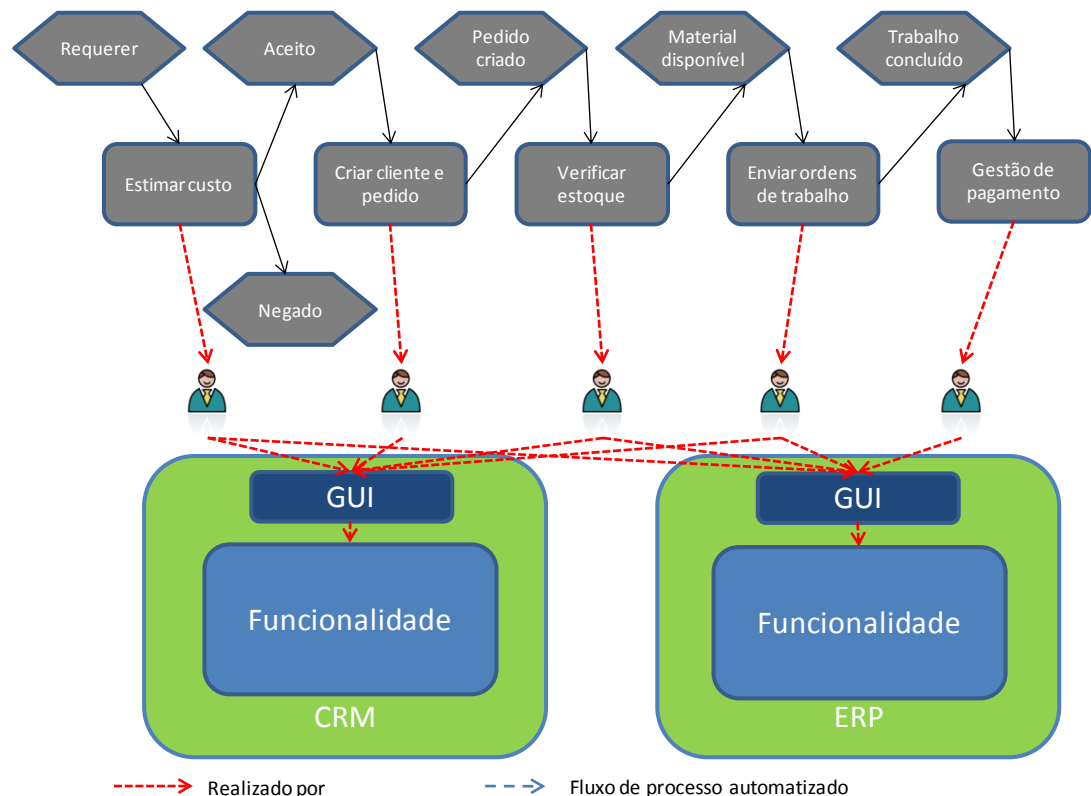 Requerer
Aceito
Pedido
criado
Material
disponível
Trabalho
concluído
Estimar custo
Criar cliente e
pedido
Verificar
estoque
Enviar ordens
de trabalho
Gestão de
pagamento
Negado
GUI
GUI
Funcionalidade
Funcionalidade
CRM
ERP
Realizado por
Fluxo de processo automatizado